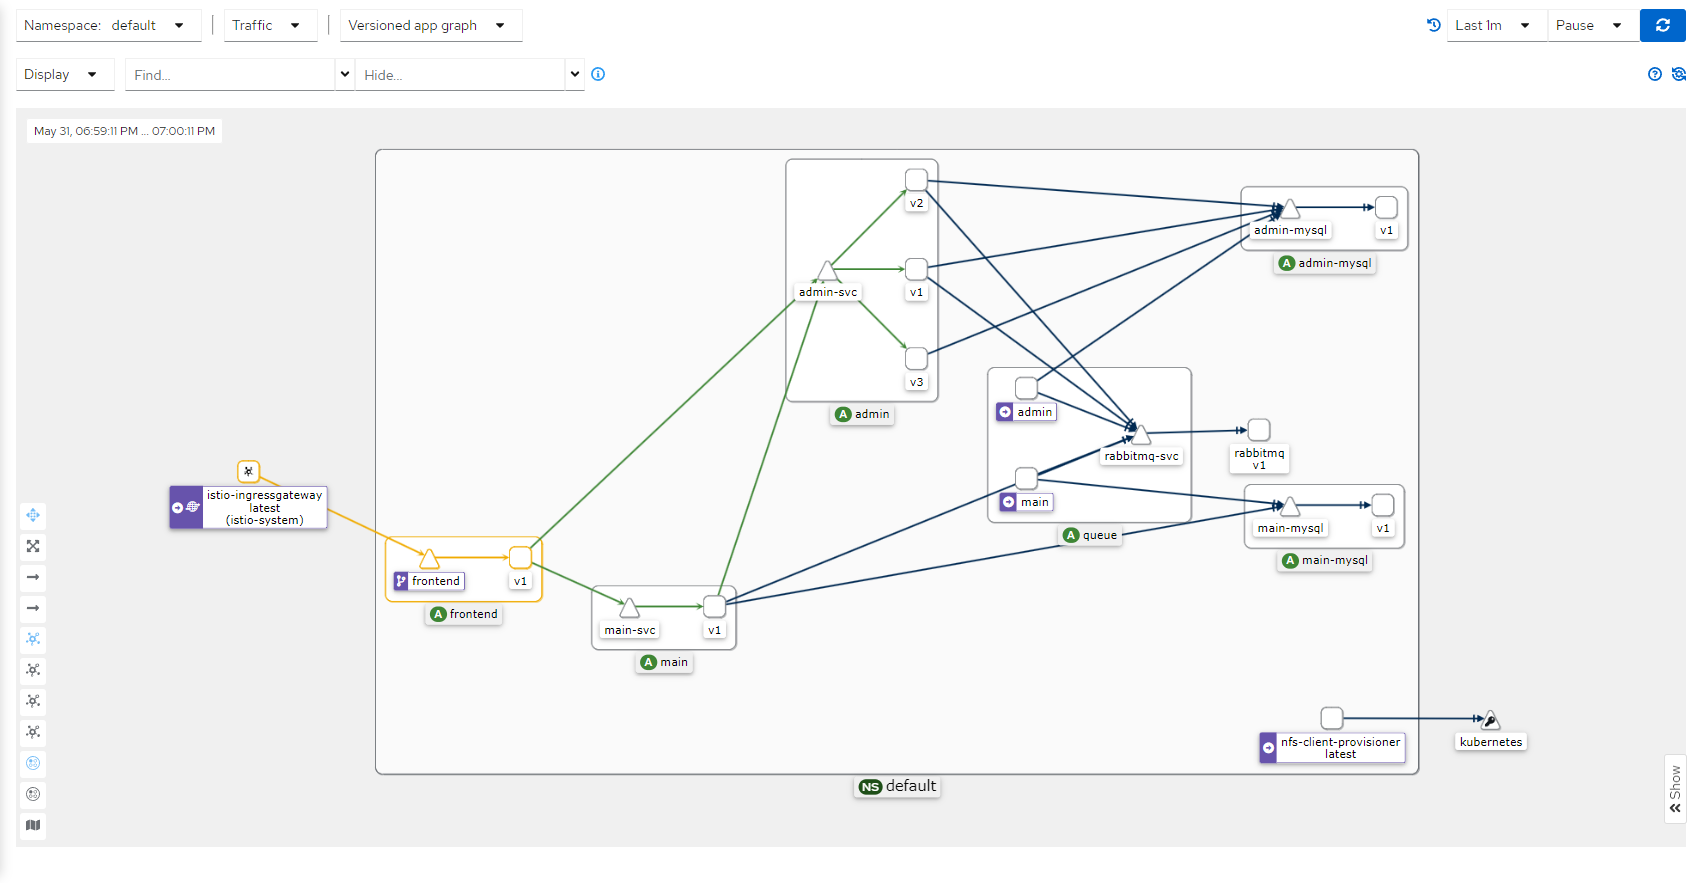 Namespace: default
Traffic
Versioned app graph
Last 1m
Pause
Display
Find...
Hide...
May 31, 06:59:11 PM ... 07:00:11 PM
v2
admin-svc
v1
v3
A admin
admin-mysql
v1
A admin-mysql
admin
rabbitmq-svc
main
A queue
rabbitmq
v1
main-mysql
v1
A main-mysql
istio-ingressgateway
latest
(istio-system)
frontend
v1
A frontend
main-svc
v1
A main
nfs-client-provisioner
latest
kubernetes
NS default
Show